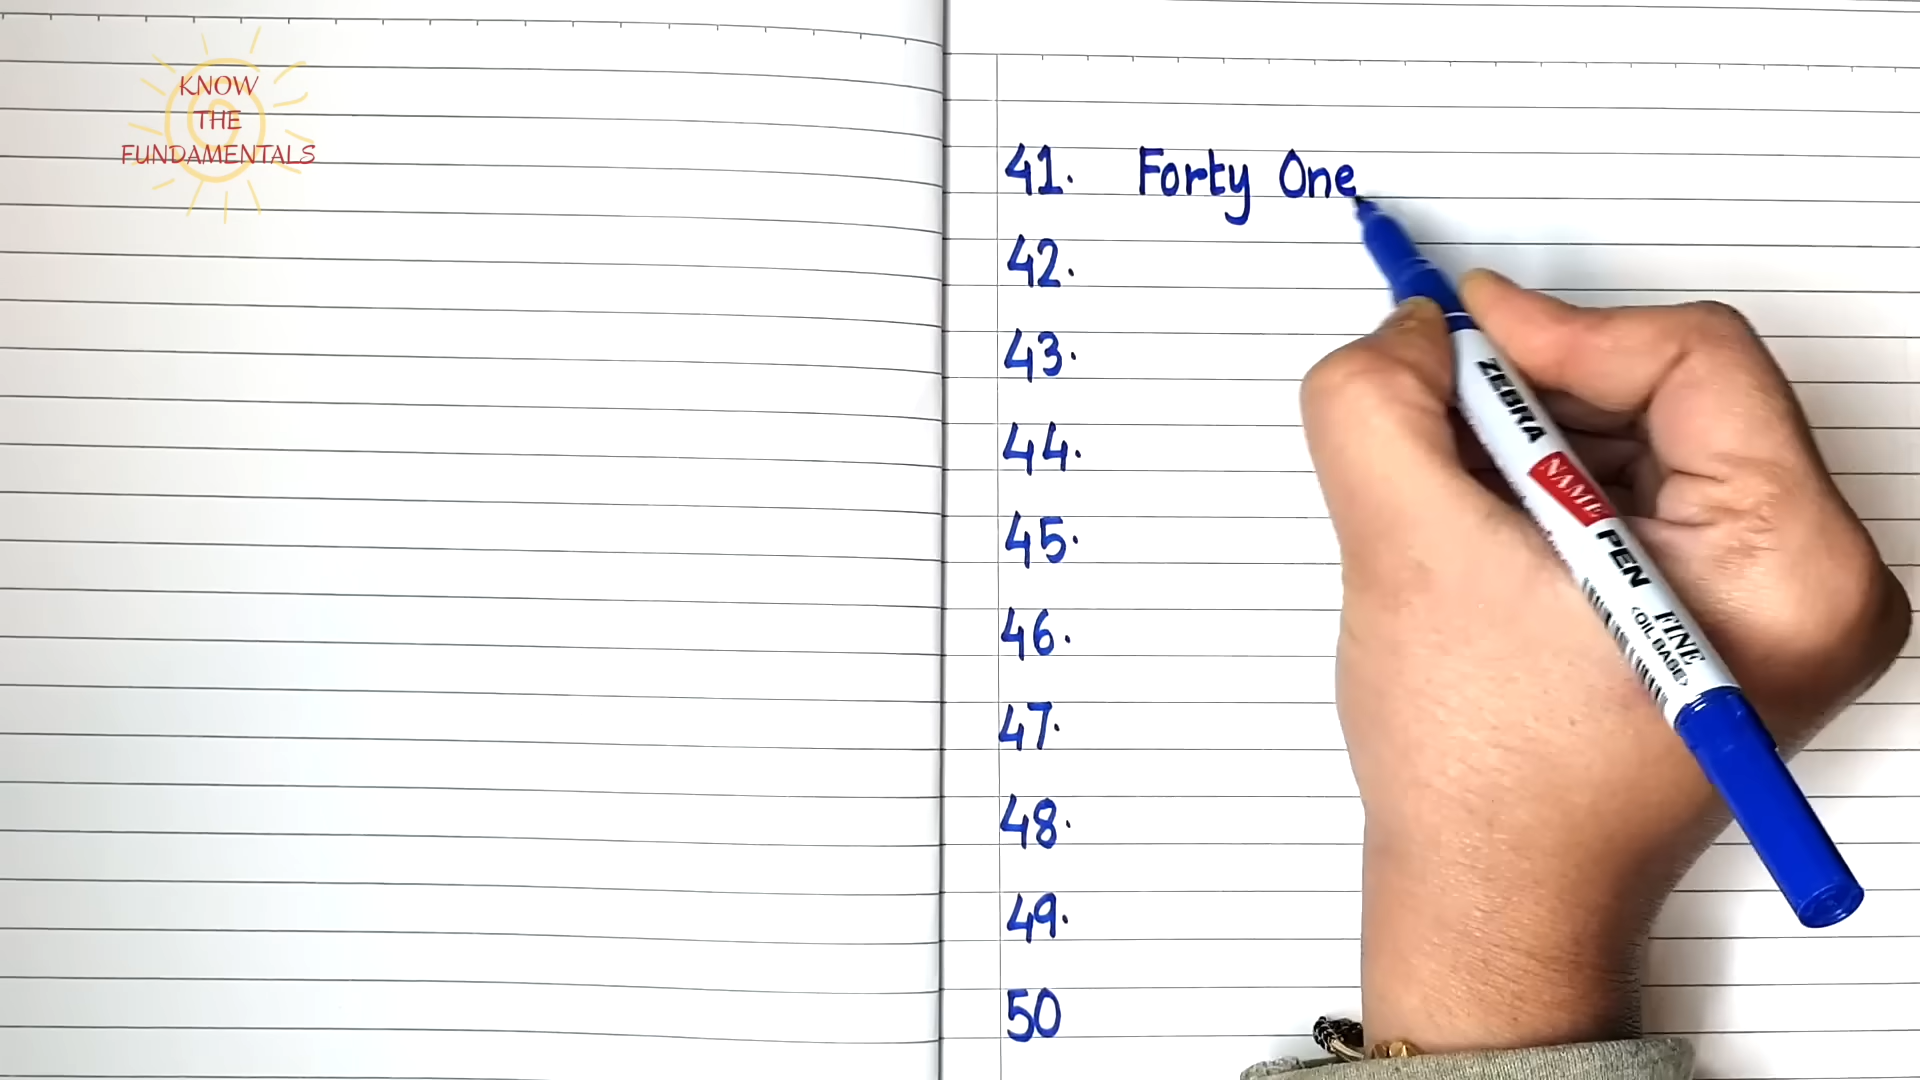 KNOW
THE
FUNDAMENTALS
41. Forty One
42.
43.
44.
45.
46.
47.
48.
49.
50
ZEBRA NAME PEN FINE
<OIL BASE>